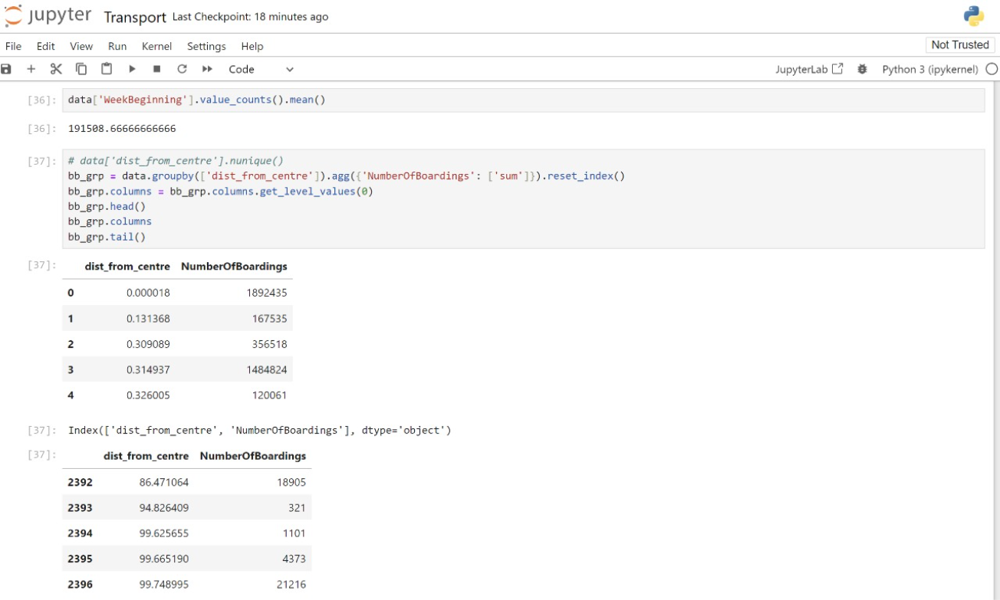 jupyter Transport Last Checkpoint: 18 minutes ago
File Edit View Run Kernel Settings Help Not Trusted
Code JupyterLab Python 3 (ipykernel)
[36]: data['WeekBeginning'].value_counts().mean()
[36]: 191508.66666666666
[37]: # data['dist_from_centre'].nunique()
bb_grp = data.groupby(['dist_from_centre']).agg({'NumberOfBoardings': ['sum']}).reset_index()
bb_grp.columns = bb_grp.columns.get_level_values(0)
bb_grp.head()
bb_grp.columns
bb_grp.tail()
[37]: dist_from_centre NumberOfBoardings
0 0.000018 1892435
1 0.131368 167535
2 0.309089 356518
3 0.314937 1484824
4 0.326005 120061
[37]: Index(['dist_from_centre', 'NumberOfBoardings'], dtype='object')
[37]: dist_from_centre NumberOfBoardings
2392 86.471064 18905
2393 94.826409 321
2394 99.625655 1101
2395 99.665190 4373
2396 99.748995 21216